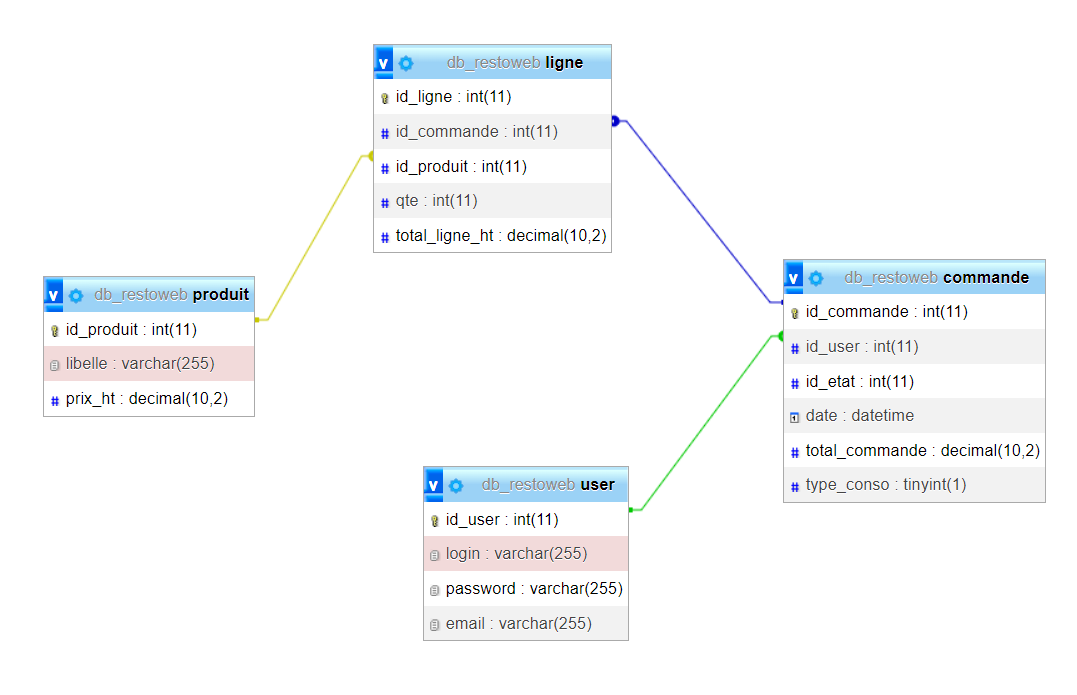 v db_restoweb ligne
id_ligne : int(11)
# id_commande : int(11)
# id_produit : int(11)
# qte : int(11)
# total_ligne_ht : decimal(10,2)
v db_restoweb produit
id_produit : int(11)
libelle : varchar(255)
# prix_ht : decimal(10,2)
v db_restoweb commande
id_commande : int(11)
# id_user : int(11)
# id_etat : int(11)
date : datetime
# total_commande : decimal(10,2)
# type_conso : tinyint(1)
v db_restoweb user
id_user : int(11)
login : varchar(255)
password : varchar(255)
email : varchar(255)